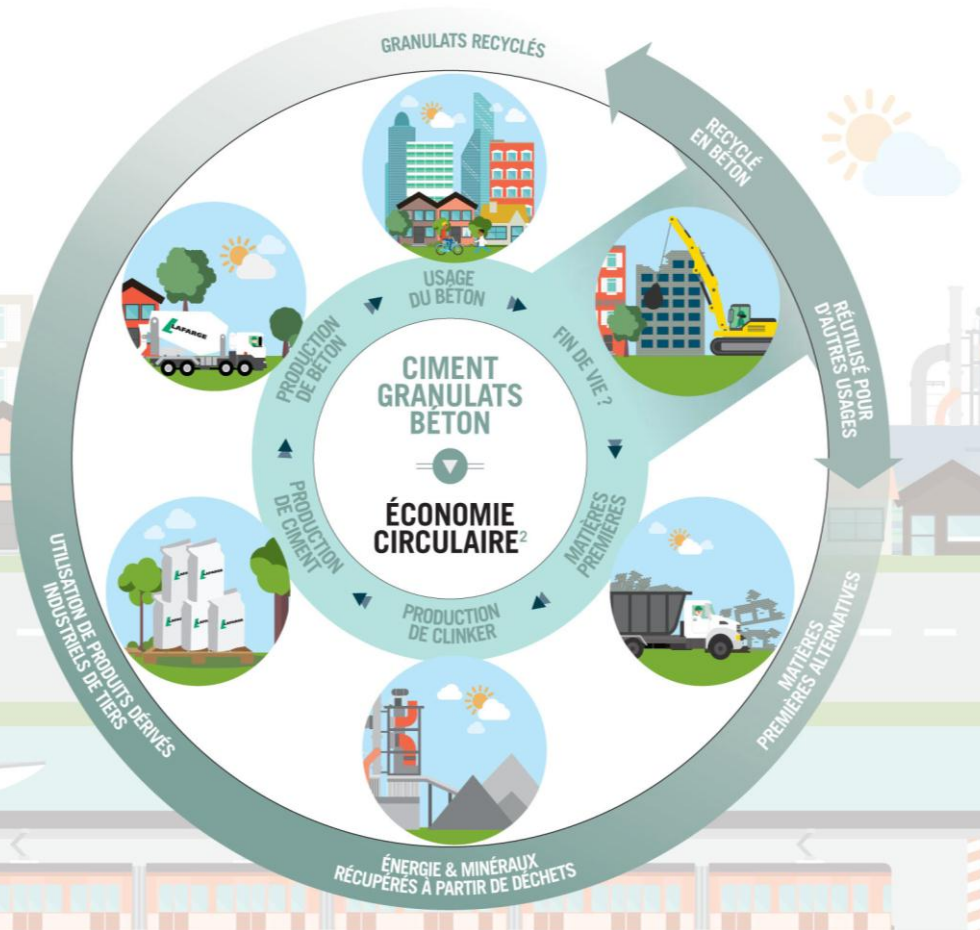 GRANULATS RECYCLÉS
RECYCLÉ
EN BÉTON
RÉUTILISÉ POUR
D'AUTRES USAGES
MATIÈRES
PREMIÈRES ALTERNATIVES
ÉNERGIE & MINÉRAUX
RÉCUPÉRÉS À PARTIR DE DÉCHETS
UTILISATION DE PRODUITS DÉRIVÉS
INDUSTRIELS DE TIERS
USAGE
DU BÉTON
FIN DE VIE ?
MATIÈRES
PREMIÈRES
PRODUCTION
DE CLINKER
PRODUCTION
DE CIMENT
PRODUCTION
DE BÉTON
CIMENT
GRANULATS
BÉTON
ÉCONOMIE
CIRCULAIRE²
LAFARGE